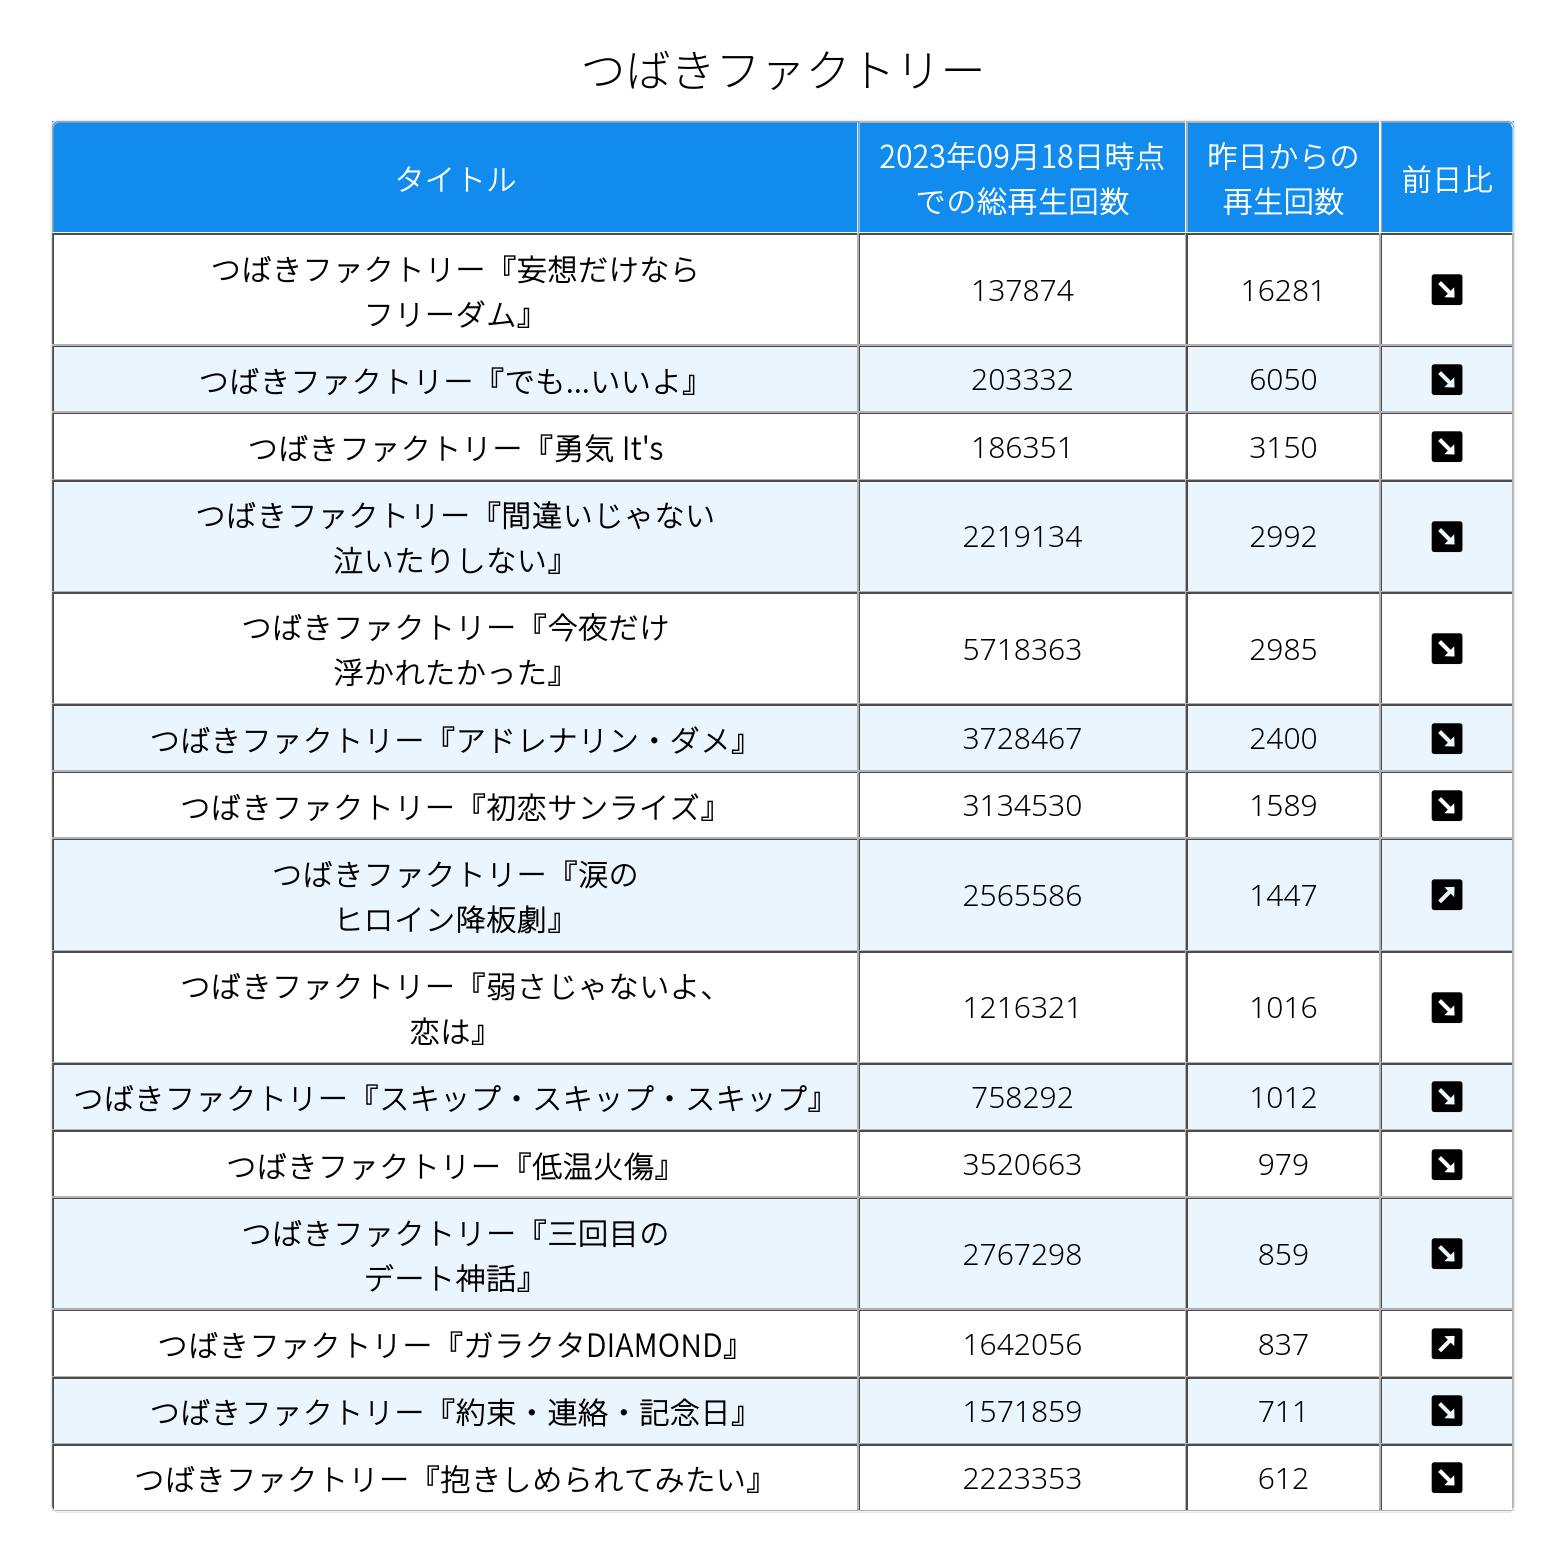 つばきファクトリー
タイトル
2023年09月18日時点
での総再生回数
昨日からの
再生回数
前日比
つばきファクトリー『妄想だけなら
フリーダム』
137874
16281
つばきファクトリー『でも...いいよ』
203332
6050
つばきファクトリー『勇気 It's
186351
3150
つばきファクトリー『間違いじゃない
泣いたりしない』
2219134
2992
つばきファクトリー『今夜だけ
浮かれたかった』
5718363
2985
つばきファクトリー『アドレナリン・ダメ』
3728467
2400
つばきファクトリー『初恋サンライズ』
3134530
1589
つばきファクトリー『涙の
ヒロイン降板劇』
2565586
1447
つばきファクトリー『弱さじゃないよ、
恋は』
1216321
1016
つばきファクトリー『スキップ・スキップ・スキップ』
758292
1012
つばきファクトリー『低温火傷』
3520663
979
つばきファクトリー『三回目の
デート神話』
2767298
859
つばきファクトリー『ガラクタDIAMOND』
1642056
837
つばきファクトリー『約束・連絡・記念日』
1571859
711
つばきファクトリー『抱きしめられてみたい』
2223353
612